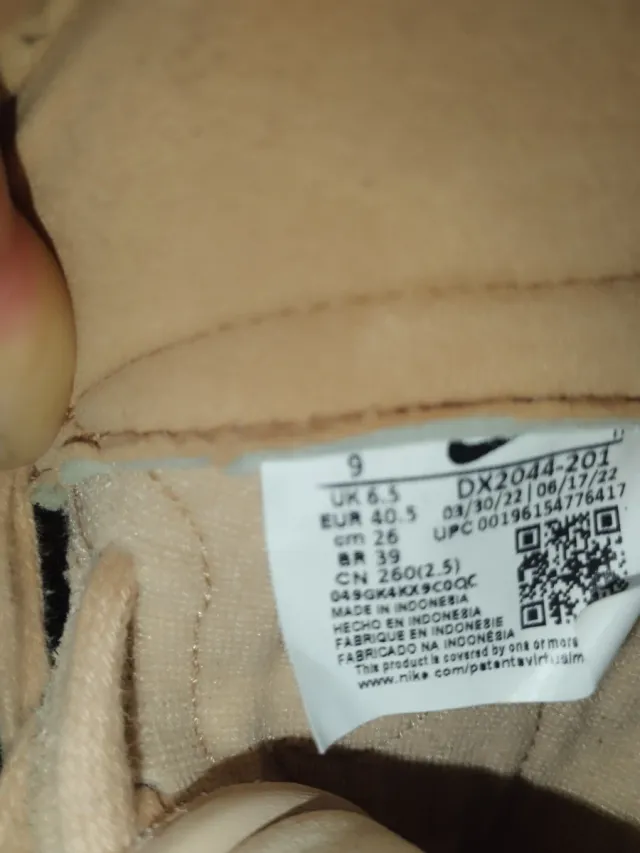 9
UK 6.5
EUR 40.5
cm 26
BR 39
CN 260(2.5)
DX2044-201
03/30/22 | 06/17/22
UPC 00196154776417
049GK4KX9C0QC
MADE IN INDONESIA
HECHO EN INDONESIA
FABRIQUE EN INDONESIE
FABRICADO NA INDONÉSIA
This product is covered by one or more
www.nike.com/patentsvirtual